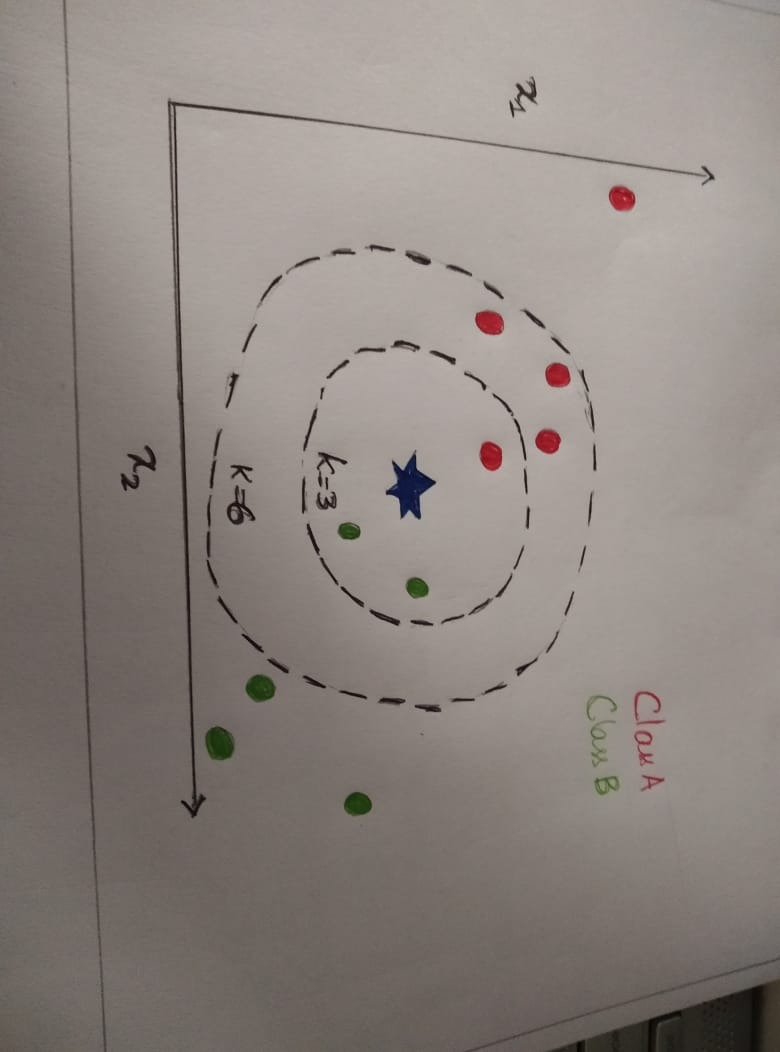 x₁
Class A
Class B
K=3
K=6
x₂